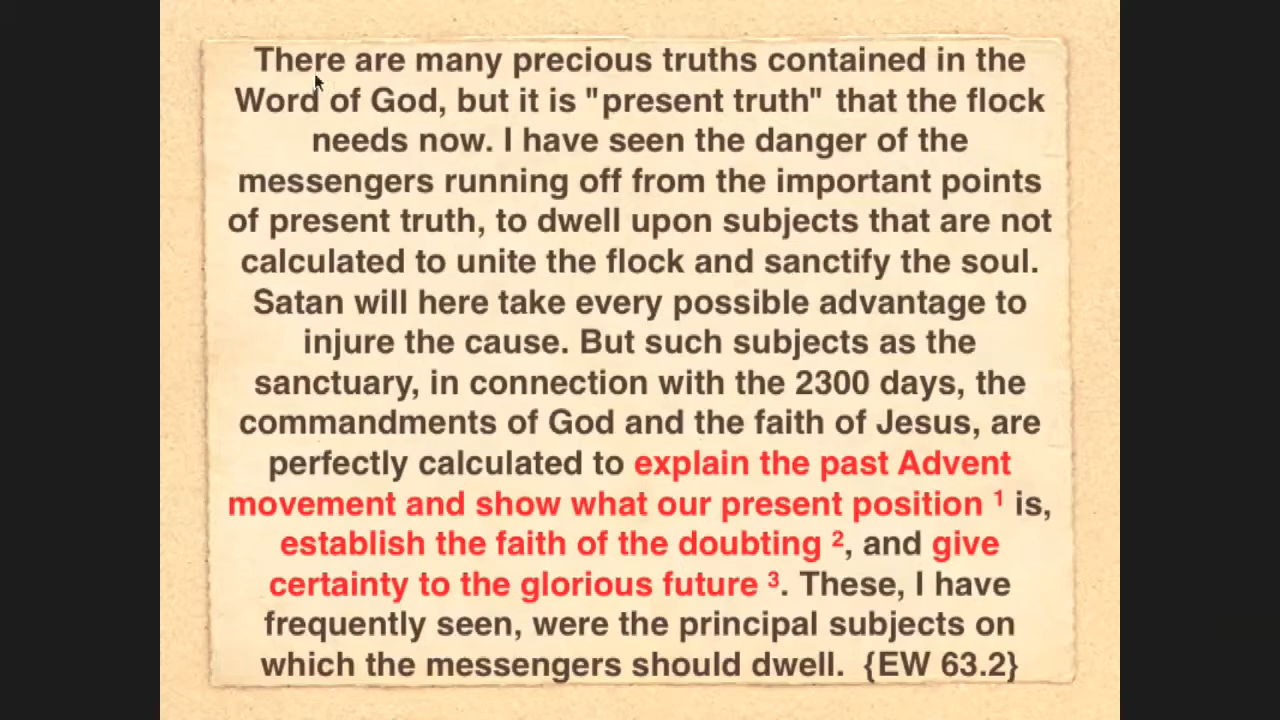 There are many precious truths contained in the
Word of God, but it is "present truth" that the flock
needs now. I have seen the danger of the
messengers running off from the important points
of present truth, to dwell upon subjects that are not
calculated to unite the flock and sanctify the soul.
Satan will here take every possible advantage to
injure the cause. But such subjects as the
sanctuary, in connection with the 2300 days, the
commandments of God and the faith of Jesus, are
perfectly calculated to explain the past Advent
movement and show what our present position ¹ is,
establish the faith of the doubting ², and give
certainty to the glorious future ³. These, I have
frequently seen, were the principal subjects on
which the messengers should dwell. {EW 63.2}